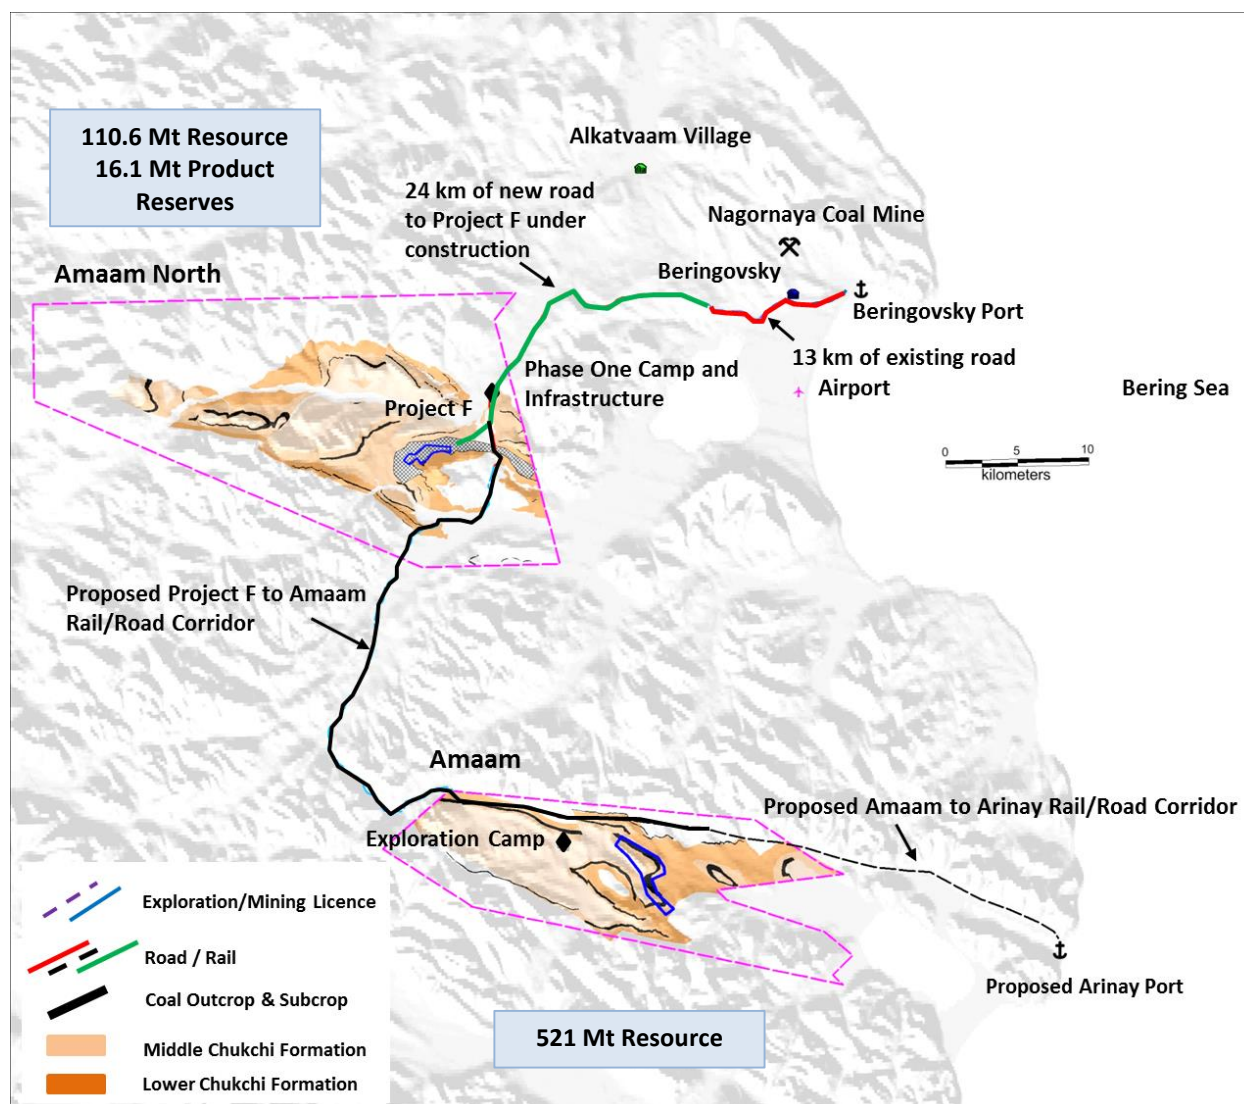 110.6 Mt Resource
16.1 Mt Product
Reserves
Alkatvaam Village
24 km of new road
to Project F under
construction
Nagornaya Coal Mine
Beringovsky
Amaam North
Beringovsky Port
13 km of existing road
Airport
Bering Sea
Phase One Camp and
Infrastructure
Project F
0 5 10
kilometers
Proposed Project F to Amaam
Rail/Road Corridor
Amaam
Proposed Amaam to Arinay Rail/Road Corridor
Exploration Camp
Exploration/Mining Licence
Road / Rail
Coal Outcrop & Subcrop
Middle Chukchi Formation
Lower Chukchi Formation
Proposed Arinay Port
521 Mt Resource